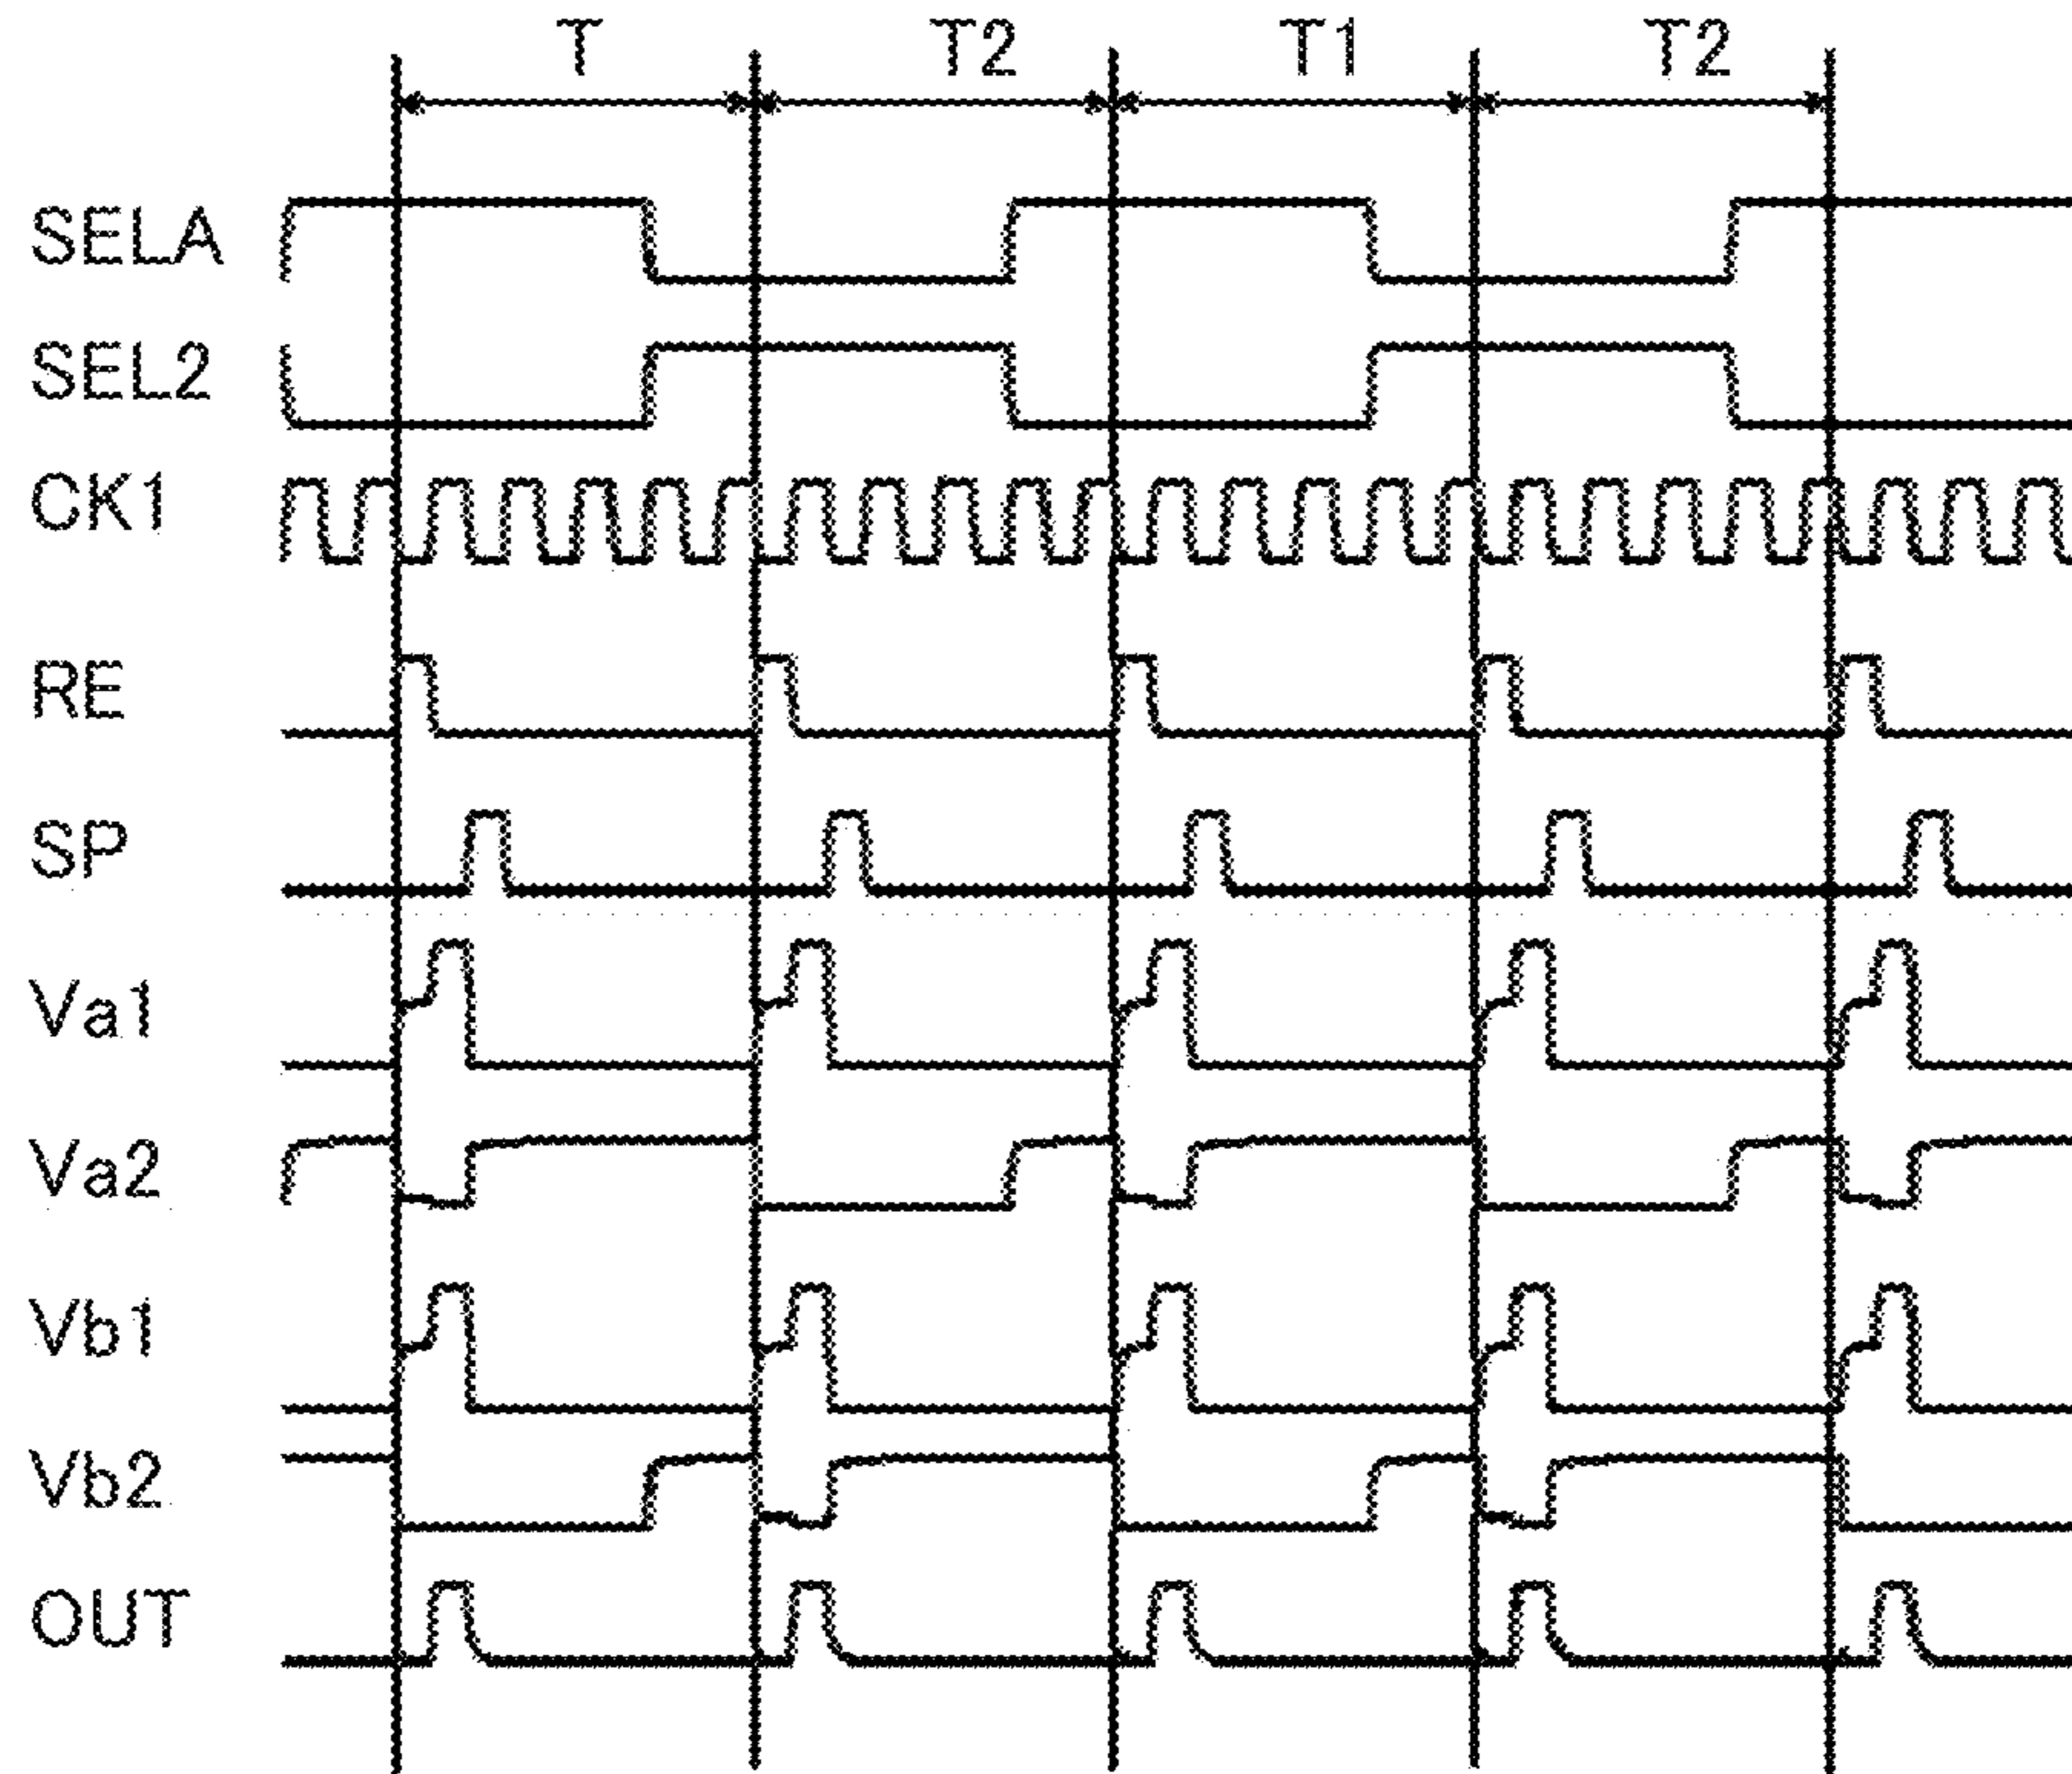 T T2 T1 T2
SELA
SEL2
CK1
RE
SP
Va1
Va2
Vb1
Vb2
OUT